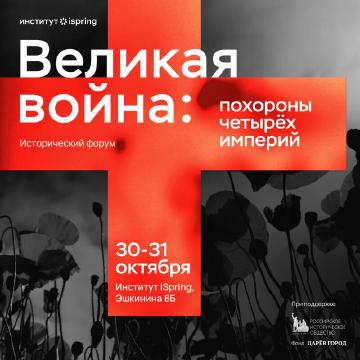 институт ispring
Великая
война:
похороны
четырёх
империй
Исторический форум
30-31
октября
Институт iSpring,
Эшкинина 8Б
При поддержке:
РОССИЙСКОЕ
ИСТОРИЧЕСКОЕ
ОБЩЕСТВО
Фонд ЦАРЁВ ГОРОД